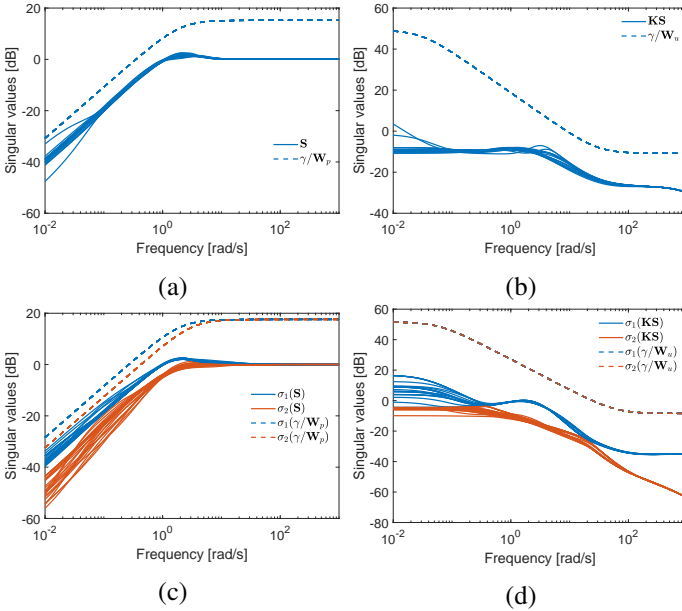 20
0
-20
-40
-60
Singular values [dB]
S
γ/W_p
10^-2 10^-1 10^0 10^1 10^2
Frequency [rad/s]
(a)
60
40
20
0
-20
-40
Singular values [dB]
KS
γ/W_u
10^-2 10^0 10^2
Frequency [rad/s]
(b)
20
0
-20
-40
-60
Singular values [dB]
σ_1(S)
σ_2(S)
σ_1(γ/W_p)
σ_2(γ/W_p)
10^-2 10^0 10^2
Frequency [rad/s]
(c)
60
40
20
0
-20
-40
-60
-80
Singular values [dB]
σ_1(KS)
σ_2(KS)
σ_1(γ/W_u)
σ_2(γ/W_u)
10^-2 10^0 10^2
Frequency [rad/s]
(d)